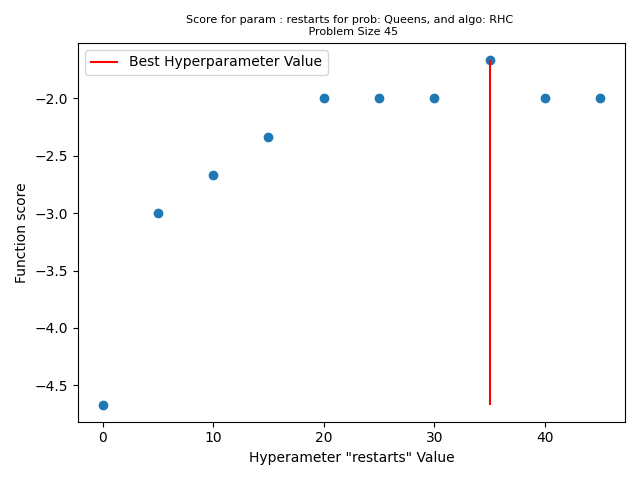 Score for param : restarts for prob: Queens, and algo: RHC
Problem Size 45
Best Hyperparameter Value
Function score
−2.0
−2.5
−3.0
−3.5
−4.0
−4.5
0 10 20 30 40
Hyperameter "restarts" Value